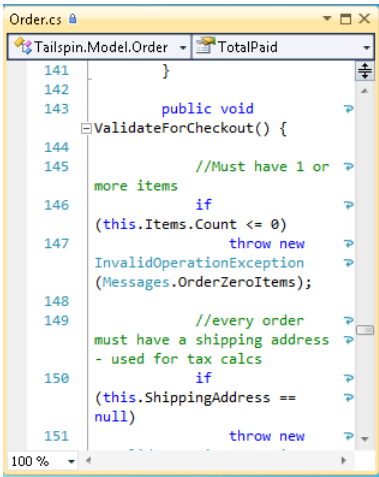 Order.cs
Tailspin.Model.Order TotalPaid
141 }
142
143 public void
ValidateForCheckout() {
144
145 //Must have 1 or
more items
146 if
(this.Items.Count <= 0)
147 throw new
InvalidOperationException
(Messages.OrderZeroItems);
148
149 //every order
must have a shipping address
- used for tax calcs
150 if
(this.ShippingAddress ==
null)
151 throw new
100 %